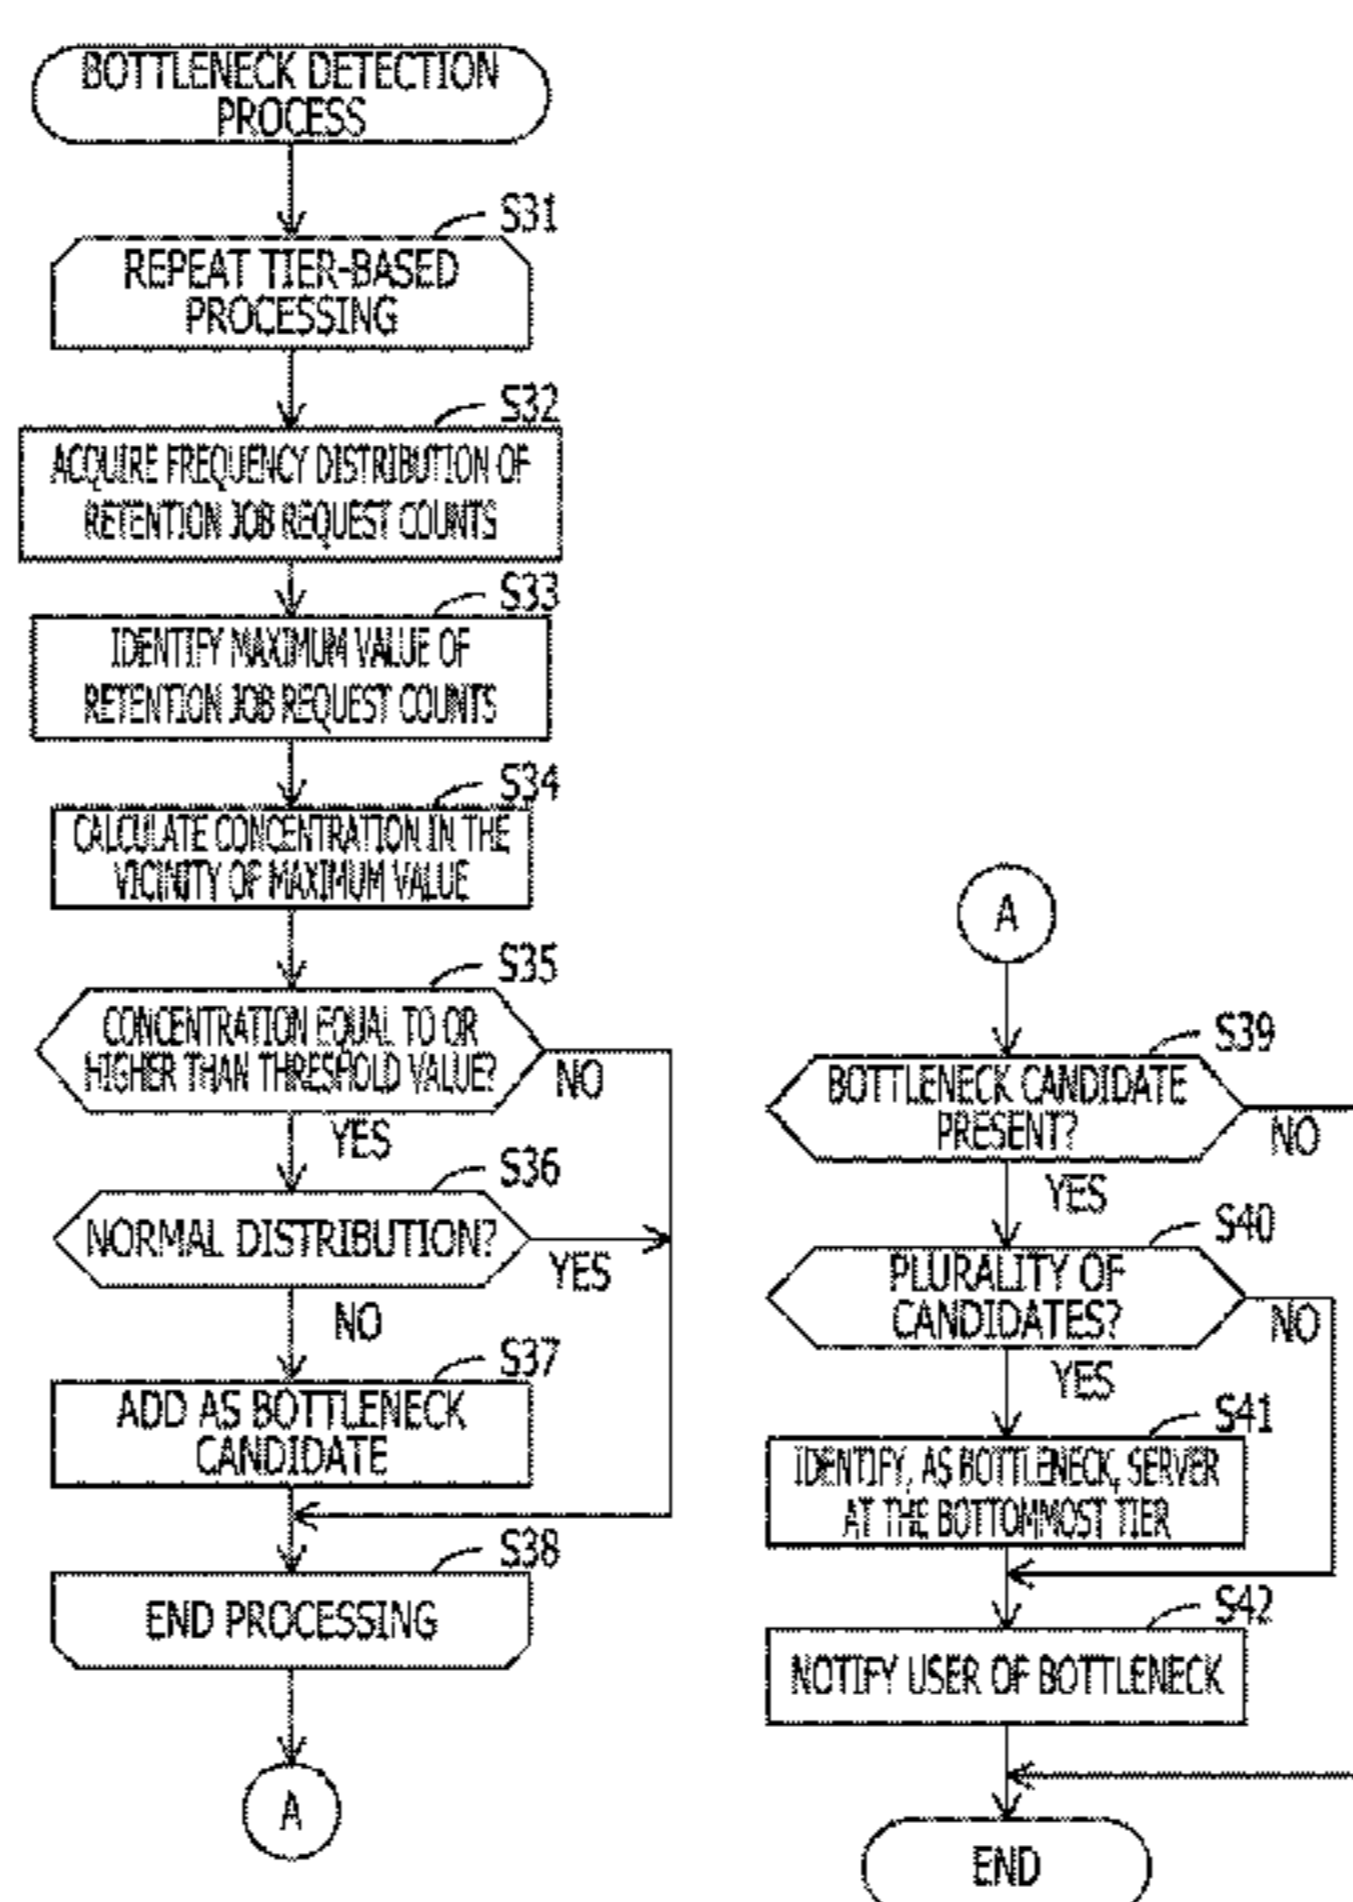 BOTTLENECK DETECTION
PROCESS
S31
REPEAT TIER-BASED
PROCESSING
S32
ACQUIRE FREQUENCY DISTRIBUTION OF
RETENTION JOB REQUEST COUNTS
S33
IDENTIFY MAXIMUM VALUE OF
RETENTION JOB REQUEST COUNTS
S34
CALCULATE CONCENTRATION IN THE
VICINITY OF MAXIMUM VALUE
S35
CONCENTRATION EQUAL TO OR
HIGHER THAN THRESHOLD VALUE?
NO
YES
S36
NORMAL DISTRIBUTION?
YES
NO
S37
ADD AS BOTTLENECK
CANDIDATE
S38
END PROCESSING
A
A
S39
BOTTLENECK CANDIDATE
PRESENT?
NO
YES
S40
PLURALITY OF
CANDIDATES?
NO
YES
S41
IDENTIFY, AS BOTTLENECK, SERVER
AT THE BOTTOMMOST TIER
S42
NOTIFY USER OF BOTTLENECK
END